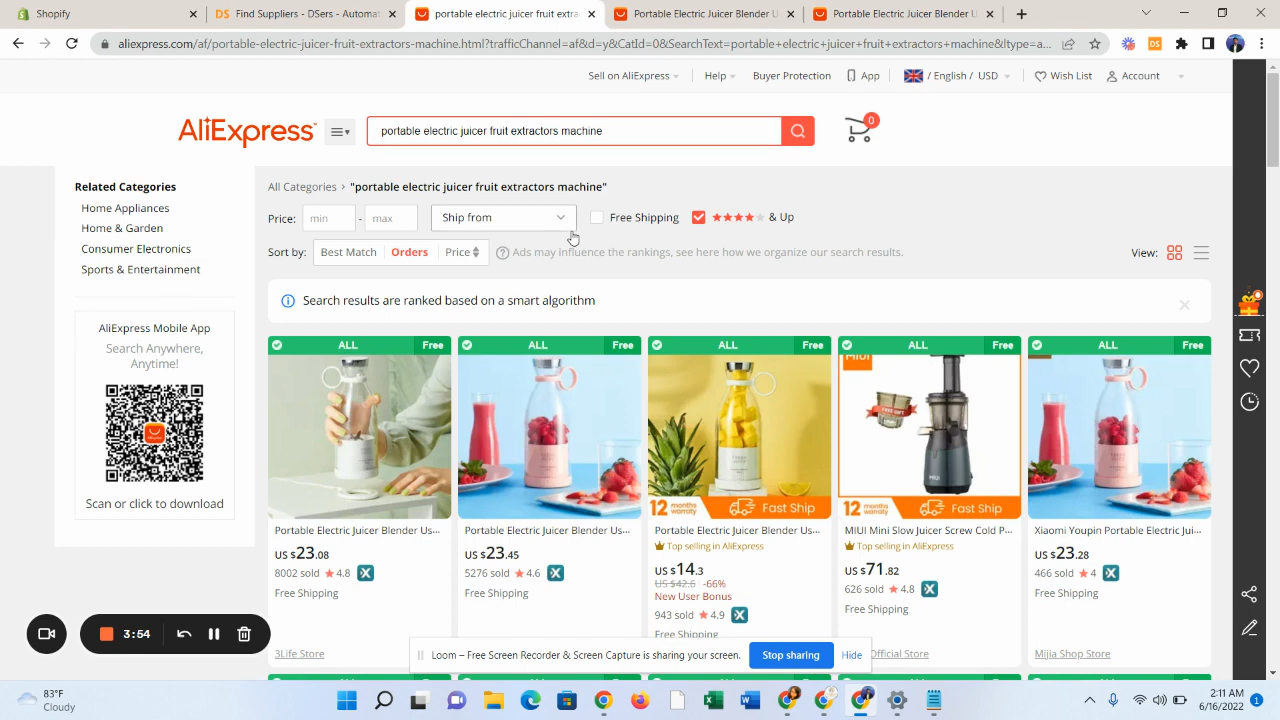 Shopify
Find Suppliers - DSers - Automat
portable electric juicer fruit extra
Portable Electric Juicer Blender U
Portable Electric Juicer Blender U
aliexpress.com/af/portable-electric-juicer-fruit-extractors-machin.html?trafficChannel=af&d=y&CatId=0&SearchText=portable+electric+juicer+fruit+extractors+machine&ltype=a...
Sell on AliExpress
Help
Buyer Protection
App
/ English / USD
Wish List
Account
AliExpress
portable electric juicer fruit extractors machine
0
Related Categories
Home Appliances
Home & Garden
Consumer Electronics
Sports & Entertainment
AliExpress Mobile App
Search Anywhere,
Anytime!
Scan or click to download
All Categories > "portable electric juicer fruit extractors machine"
Price: min - max Ship from Free Shipping & Up
Sort by: Best Match Orders Price Ads may influence the rankings, see here how we organize our search results. View:
Search results are ranked based on a smart algorithm
ALL Free
Portable Electric Juicer Blender Us...
US $23.08
8002 sold 4.8
Free Shipping
3Life Store
ALL Free
Portable Electric Juicer Blender Us...
US $23.45
5276 sold 4.6
Free Shipping
ALL Free
12 months warranty Fast Ship
Portable Electric Juicer Blender Us...
Top selling in AliExpress
US $14.3
US $42.6 -66%
New User Bonus
943 sold 4.9
Free Shipping
ALL Free
MIUI
12 months warranty Fast Ship
MIUI Mini Slow Juicer Screw Cold P...
Top selling in AliExpress
US $71.82
626 sold 4.8
Free Shipping
Official Store
ALL Free
Xiaomi Youpin Portable Electric Jui...
US $23.28
466 sold 4
Free Shipping
Mijia Shop Store
3:54
Loom – Free Screen Recorder & Screen Capture is sharing your screen. Stop sharing Hide
83°F
Cloudy
2:11 AM
6/16/2022
1